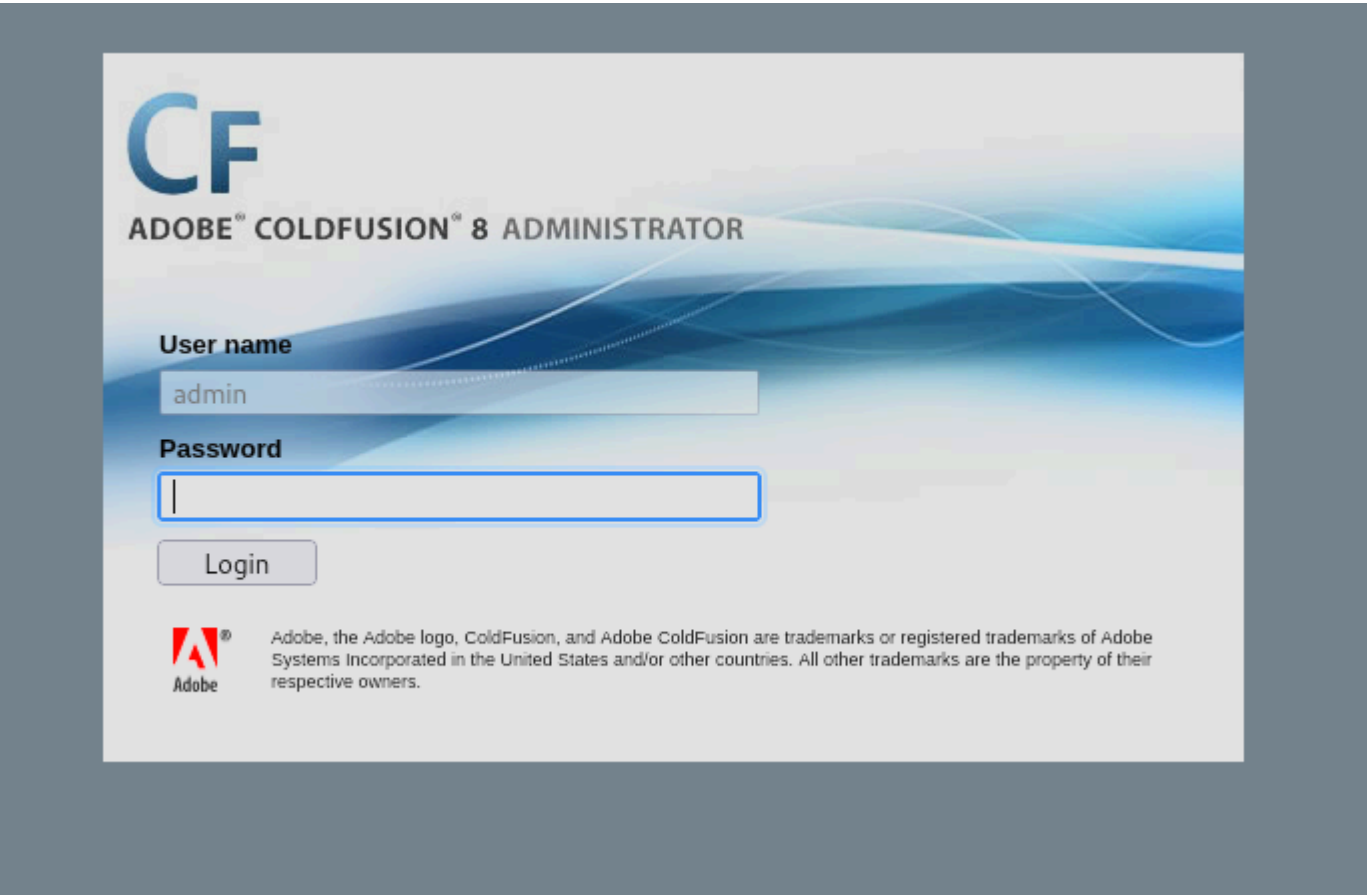 CF
ADOBE® COLDFUSION® 8 ADMINISTRATOR
User name
admin
Password
Login
Adobe, the Adobe logo, ColdFusion, and Adobe ColdFusion are trademarks or registered trademarks of Adobe
Systems Incorporated in the United States and/or other countries. All other trademarks are the property of their
respective owners.
®
Adobe